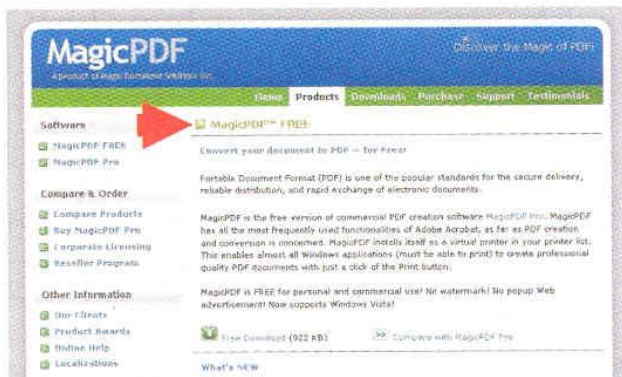 MagicPDF
Discover the Magic of PDF!
A product of Magic Document Solutions Inc.
Home Products Downloads Purchase Support Testimonials
Software
MagicPDF FREE
MagicPDF Pro
Compare & Order
Compare Products
Buy MagicPDF Pro
Corporate Licensing
Reseller Program
Other Information
Our Clients
Product Awards
Online Help
Localizations
MagicPDF™ FREE
Convert your document to PDF — for Free!
Portable Document Format (PDF) is one of the popular standards for the secure delivery,
reliable distribution, and rapid exchange of electronic documents.
MagicPDF is the free version of commercial PDF creation software MagicPDF Pro. MagicPDF
has all the most frequently used functionalities of Adobe Acrobat, as far as PDF creation
and conversion is concerned. MagicPDF installs itself as a virtual printer in your printer list.
This enables almost all Windows applications (must be able to print) to create professional
quality PDF documents with just a click of the Print button.
MagicPDF is FREE for personal and commercial use! No watermark! No popup Web
advertisement! Now supports Windows Vista!
Free Download (922 KB) Compare with MagicPDF Pro
What's NEW